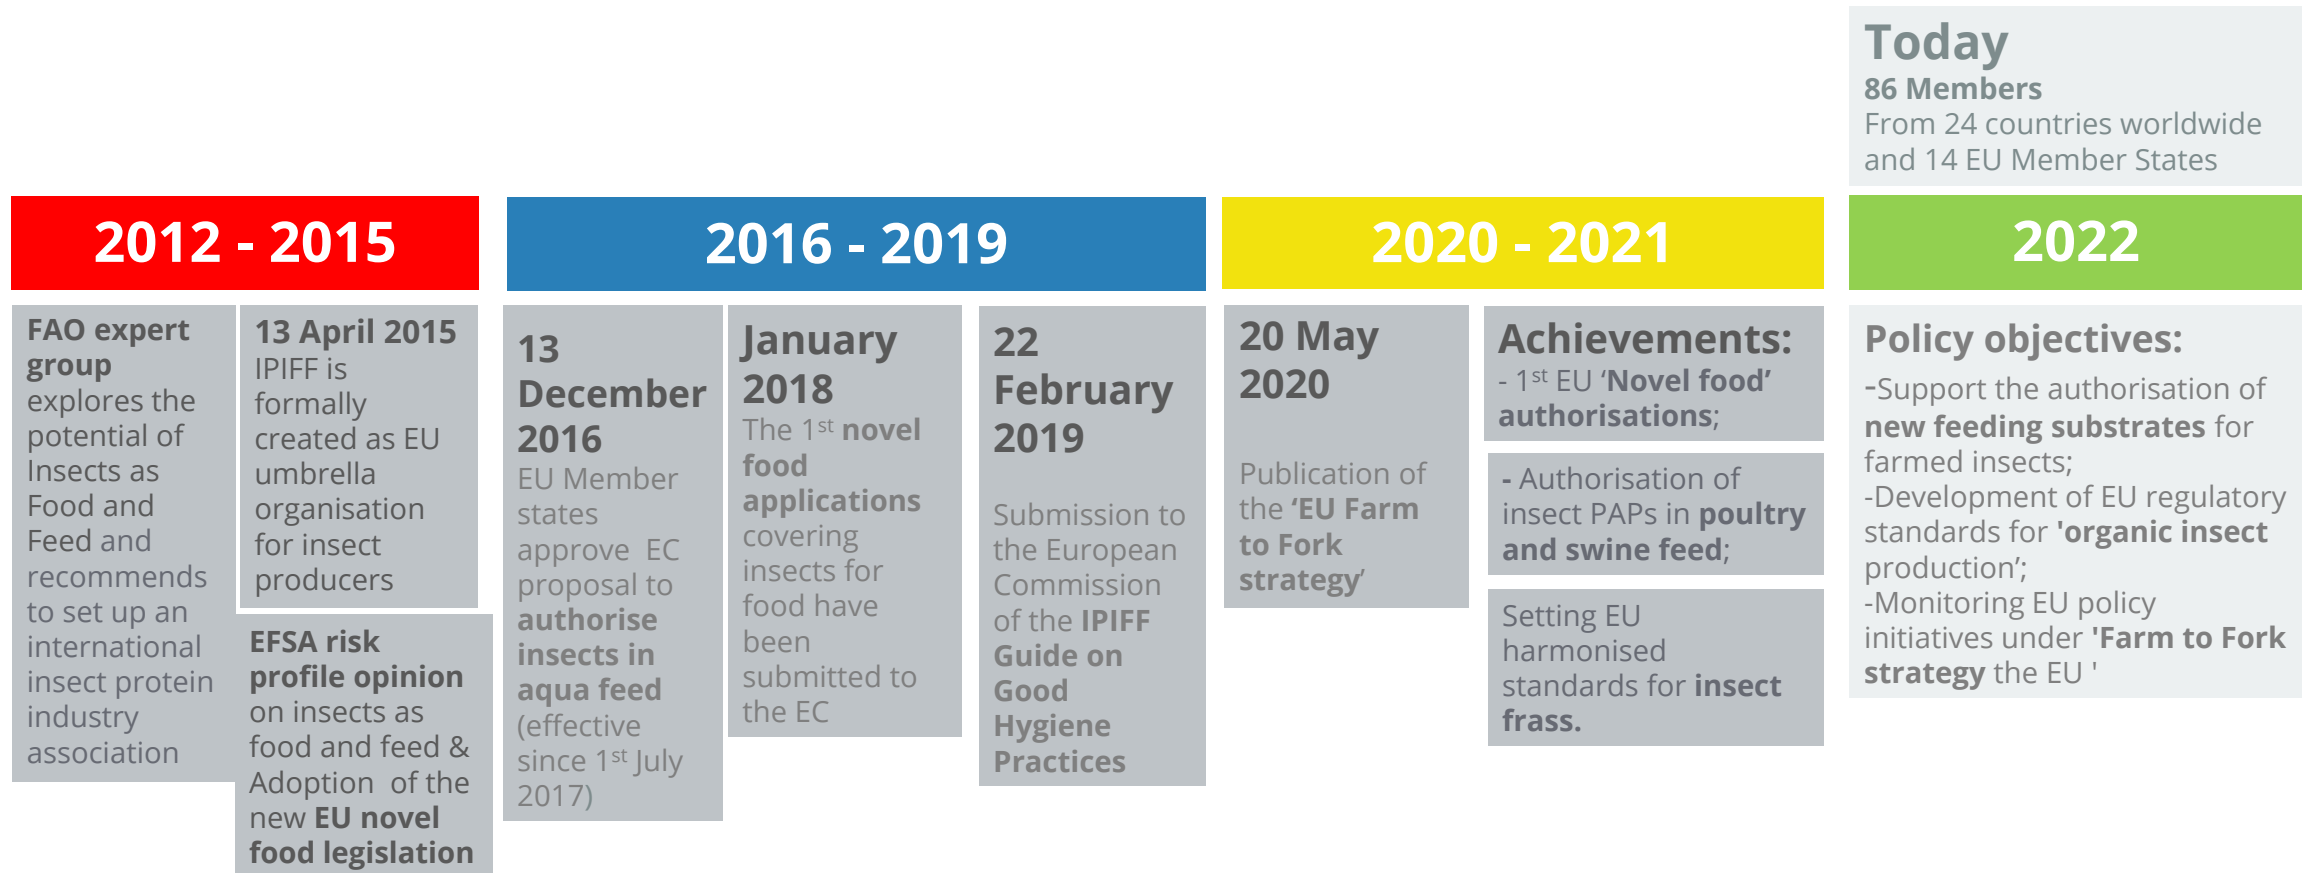 Today
86 Members
From 24 countries worldwide
and 14 EU Member States
2012 - 2015
2016 - 2019
2020 - 2021
2022
FAO expert
group
explores the
potential of
Insects as
Food and
Feed and
recommends
to set up an
international
insect protein
industry
association
13 April 2015
IPIFF is
formally
created as EU
umbrella
organisation
for insect
producers
EFSA risk
profile opinion
on insects as
food and feed &
Adoption of the
new EU novel
food legislation
13
December
2016
EU Member
states
approve EC
proposal to
authorise
insects in
aqua feed
(effective
since 1st July
2017)
January
2018
The 1st novel
food
applications
covering
insects for
food have
been
submitted to
the EC
22
February
2019
Submission to
the European
Commission
of the IPIFF
Guide on
Good
Hygiene
Practices
20 May
2020
Publication of
the ‘EU Farm
to Fork
strategy’
Achievements:
- 1st EU ‘Novel food’
authorisations;
- Authorisation of
insect PAPs in poultry
and swine feed;
Setting EU
harmonised
standards for insect
frass.
Policy objectives:
-Support the authorisation of
new feeding substrates for
farmed insects;
-Development of EU regulatory
standards for 'organic insect
production’;
-Monitoring EU policy
initiatives under 'Farm to Fork
strategy the EU '